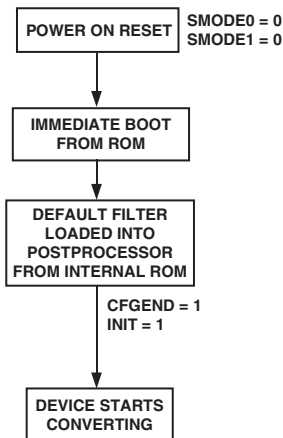 POWER ON RESET
SMODE0 = 0
SMODE1 = 0
IMMEDIATE BOOT
FROM ROM
DEFAULT FILTER
LOADED INTO
POSTPROCESSOR
FROM INTERNAL ROM
CFGEND = 1
INIT = 1
DEVICE STARTS
CONVERTING